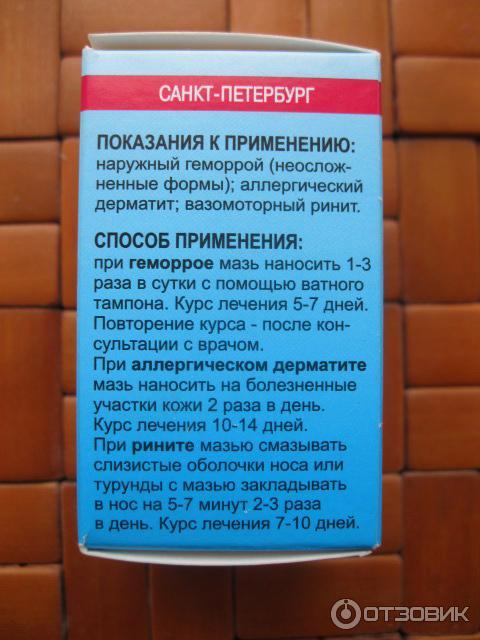 САНКТ-ПЕТЕРБУРГ
ПОКАЗАНИЯ К ПРИМЕНЕНИЮ:
наружный геморрой (неослож-
ненные формы); аллергический
дерматит; вазомоторный ринит.
СПОСОБ ПРИМЕНЕНИЯ:
при геморрое мазь наносить 1-3
раза в сутки с помощью ватного
тампона. Курс лечения 5-7 дней.
Повторение курса - после кон-
сультации с врачом.
При аллергическом дерматите
мазь наносить на болезненные
участки кожи 2 раза в день.
Курс лечения 10-14 дней.
При рините мазью смазывать
слизистые оболочки носа или
турунды с мазью закладывать
в нос на 5-7 минут 2-3 раза
в день. Курс лечения 7-10 дней.
ОТЗОВИК